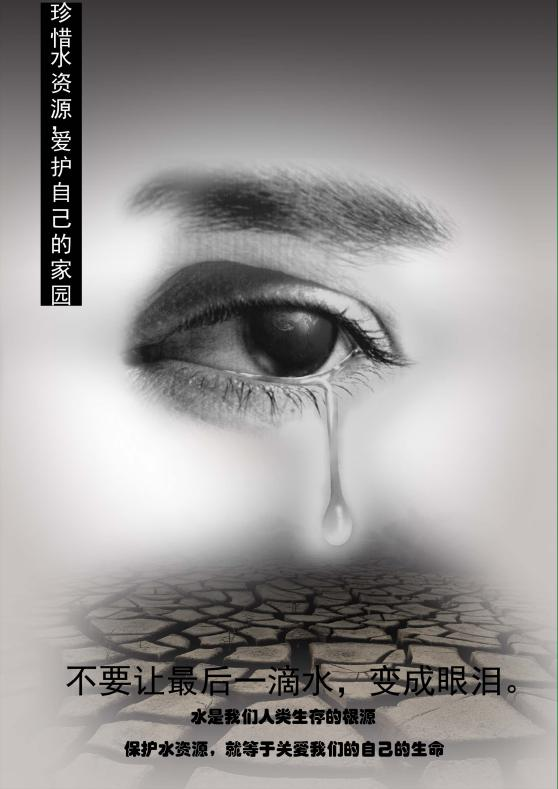 珍惜水资源，爱护自己的家园
不要让最后一滴水，变成眼泪。
水是我们人类生存的根源
保护水资源，就等于关爱我们的自己的生命